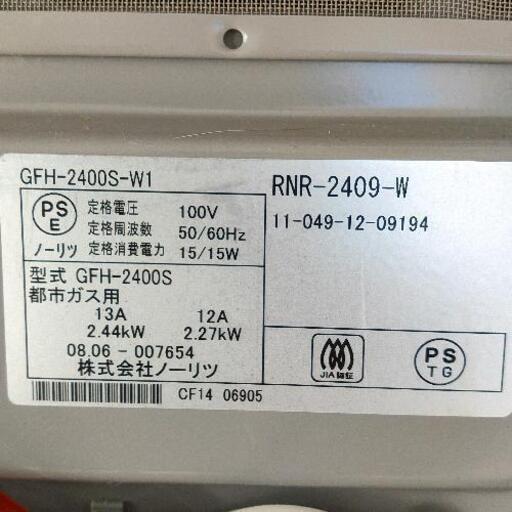 GFH-2400S-W1
PS
E
ノーリツ
定格電圧 100V
定格周波数 50/60Hz
定格消費電力 15/15W
型式 GFH-2400S
都市ガス用
13A 12A
2.44kW 2.27kW
08.06-007654
株式会社ノーリツ
CF14 06905
RNR-2409-W
11-049-12-09194
JIA 認証
PS
TG